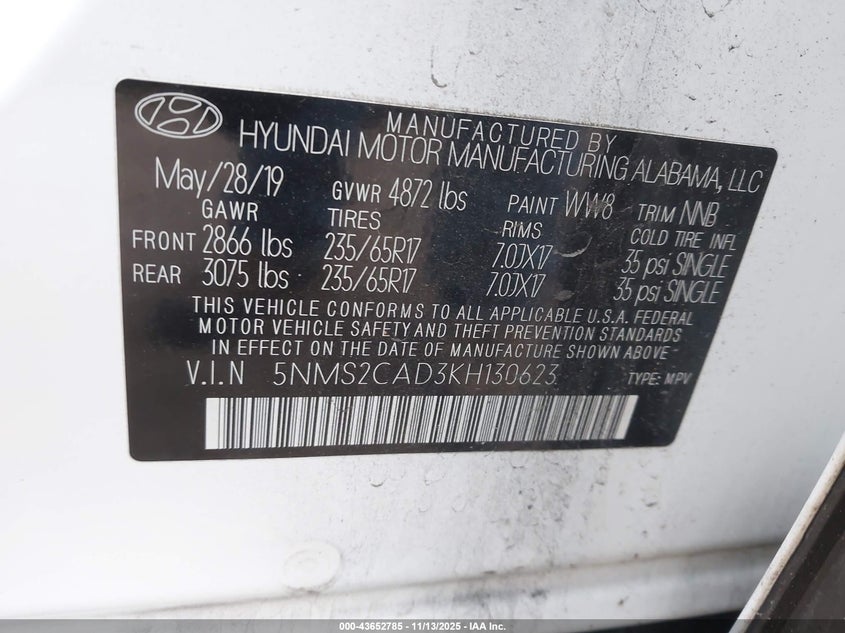 MANUFACTURED BY
HYUNDAI MOTOR MANUFACTURING ALABAMA, LLC
May/28/19 GVWR 4872 lbs PAINT WW8 TRIM NNB
GAWR TIRES RIMS COLD TIRE INFL
FRONT 2866 lbs 235/65R17 7.0JX17 35 psi SINGLE
REAR 3075 lbs 235/65R17 7.0JX17 35 psi SINGLE
THIS VEHICLE CONFORMS TO ALL APPLICABLE U.S.A. FEDERAL
MOTOR VEHICLE SAFETY AND THEFT PREVENTION STANDARDS
IN EFFECT ON THE DATE OF MANUFACTURE SHOWN ABOVE.
V.I.N 5NMS2CAD3KH130623 TYPE: MPV
000-43652785 - 11/13/2025 - IAA Inc.